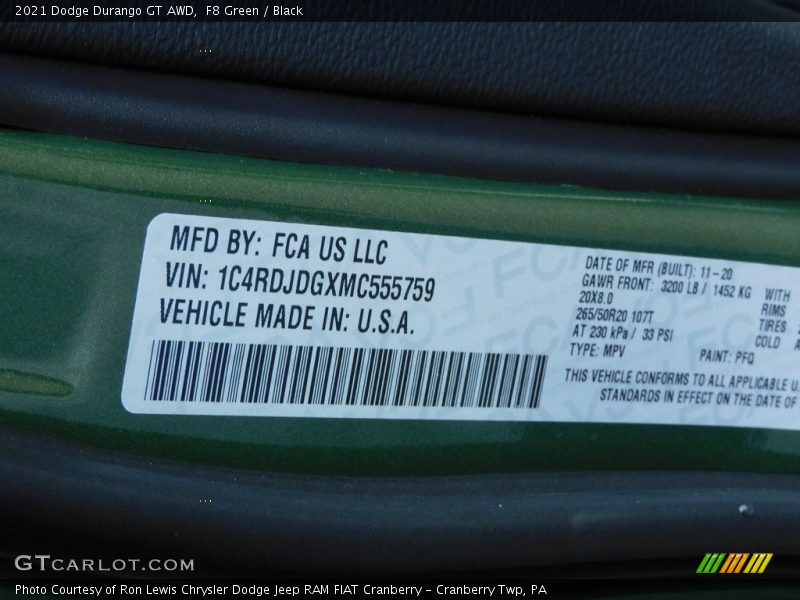 2021 Dodge Durango GT AWD, F8 Green / Black
MFD BY: FCA US LLC
VIN: 1C4RDJDGXMC555759
VEHICLE MADE IN: U.S.A.
DATE OF MFR (BUILT): 11-20
GAWR FRONT: 3200 LB / 1452 KG WITH
20X8.0 RIMS
265/50R20 107T TIRES
AT 230 kPa / 33 PSI COLD
TYPE: MPV PAINT: PFQ
THIS VEHICLE CONFORMS TO ALL APPLICABLE U.
STANDARDS IN EFFECT ON THE DATE OF
GTCARLOT.COM
Photo Courtesy of Ron Lewis Chrysler Dodge Jeep RAM FIAT Cranberry – Cranberry Twp, PA